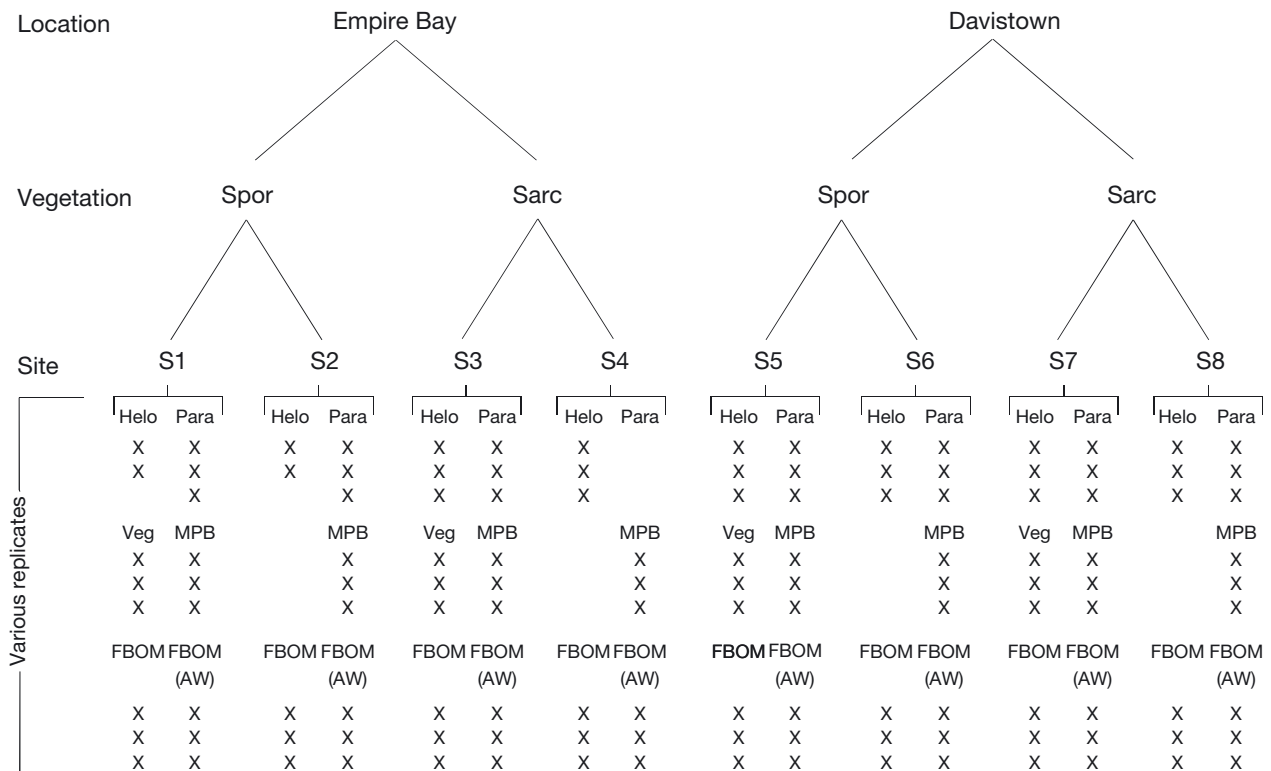 Location Empire Bay Davistown
Vegetation Spor Sarc Spor Sarc
Site S1 S2 S3 S4 S5 S6 S7 S8
Helo Para Helo Para Helo Para Helo Helo Para Helo Para Helo Para Helo Para
X X X X X X X X X X X X X X X
X X X X X X X X X X X X X X X
X X X X X X X X X X X X X
Veg MPB MPB Veg MPB MPB Veg MPB MPB Veg MPB MPB
X X X X X X X X X X X X
X X X X X X X X X X X X
X X X X X X X X X X X X
FBOM FBOM FBOM FBOM FBOM FBOM FBOM FBOM FBOM FBOM FBOM FBOM FBOM FBOM FBOM FBOM
(AW) (AW) (AW) (AW) (AW) (AW) (AW) (AW)
X X X X X X X X X X X X X X X X
X X X X X X X X X X X X X X X X
X X X X X X X X X X X X X X X X
Various replicates